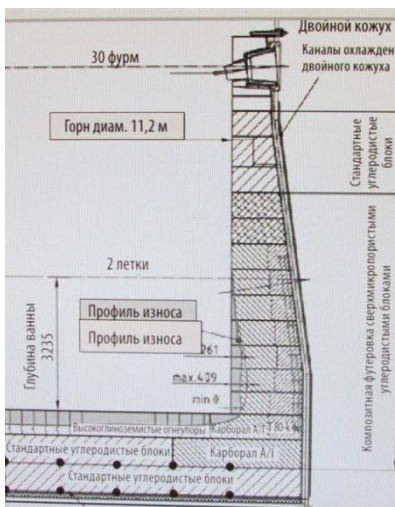 Двойной кожух
Каналы охлажден
двойного кожуха
30 фурм
Горн диам. 11,2 м
Стандартные
углеродистые
блоки
2 летки
Глубина ванны
3235
Профиль износа
Профиль износа
261
max.409
min.0
Композитная футеровка сверхмикропористыми
углеродистыми блоками
Высокоглиноземистые огнеупоры
Карборал А/I
Стандартные углеродистые блоки
Карборал А/I
Стандартные углеродистые блоки